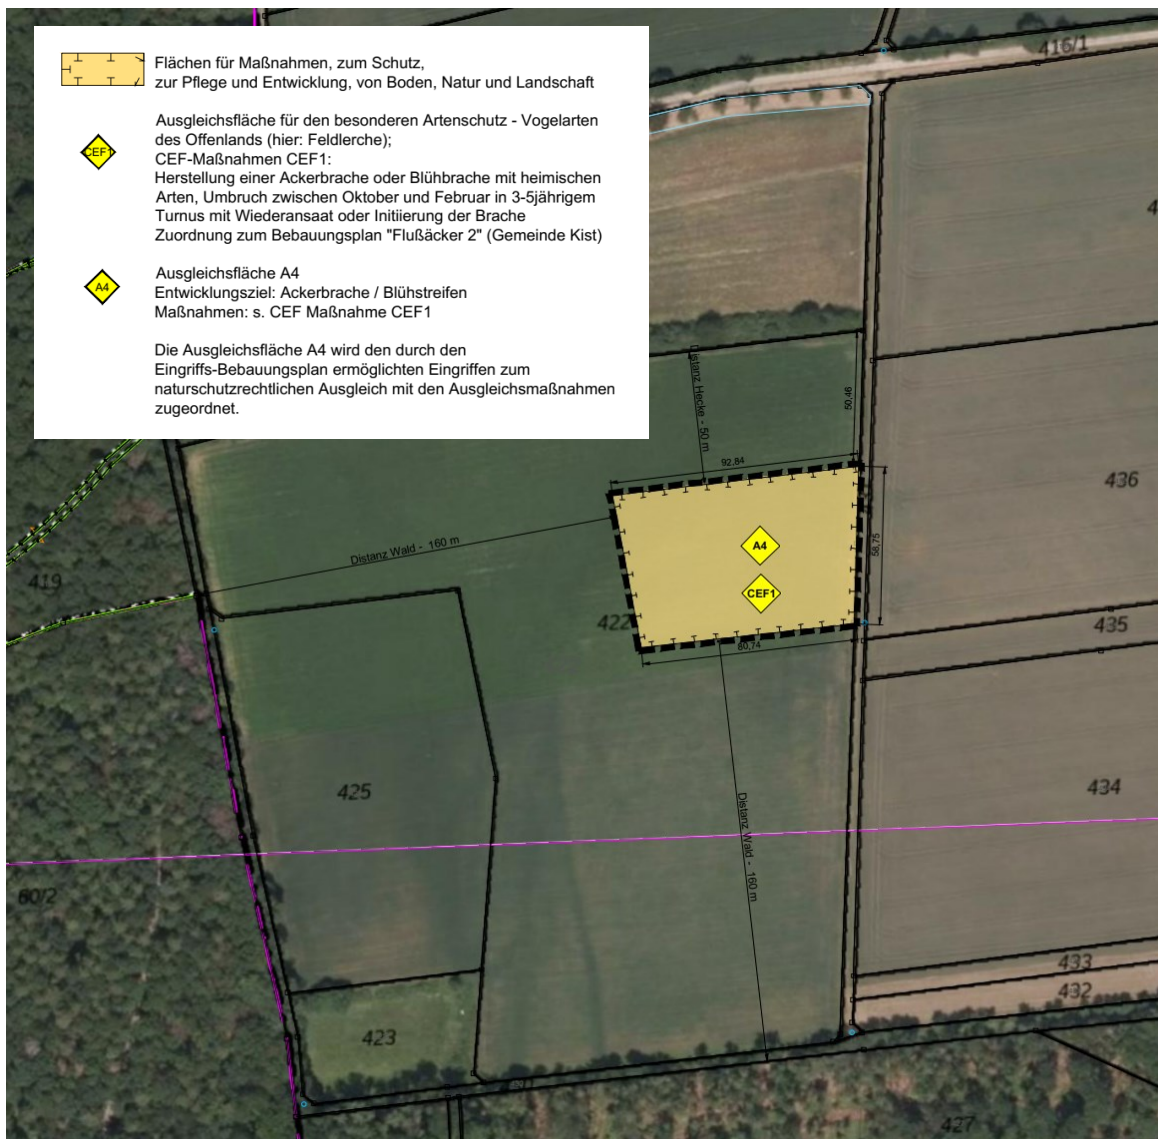 Flächen für Maßnahmen, zum Schutz,
zur Pflege und Entwicklung, von Boden, Natur und Landschaft
CEF1
Ausgleichsfläche für den besonderen Artenschutz - Vogelarten
des Offenlands (hier: Feldlerche);
CEF-Maßnahmen CEF1:
Herstellung einer Ackerbrache oder Blühbrache mit heimischen
Arten, Umbruch zwischen Oktober und Februar in 3-5jährigem
Turnus mit Wiederansaat oder Initiierung der Brache
Zuordnung zum Bebauungsplan "Flußäcker 2" (Gemeinde Kist)
A4
Ausgleichsfläche A4
Entwicklungsziel: Ackerbrache / Blühstreifen
Maßnahmen: s. CEF Maßnahme CEF1
Die Ausgleichsfläche A4 wird den durch den
Eingriffs-Bebauungsplan ermöglichten Eingriffen zum
naturschutzrechtlichen Ausgleich mit den Ausgleichsmaßnahmen
zugeordnet.
416/1
4
Distanz Hecke - 50 m
50,46
92,84
436
Distanz Wald - 160 m
A4
58,75
419
CEF1
422
435
80,74
425
434
Distanz Wald - 160 m
60/2
433
432
423
427